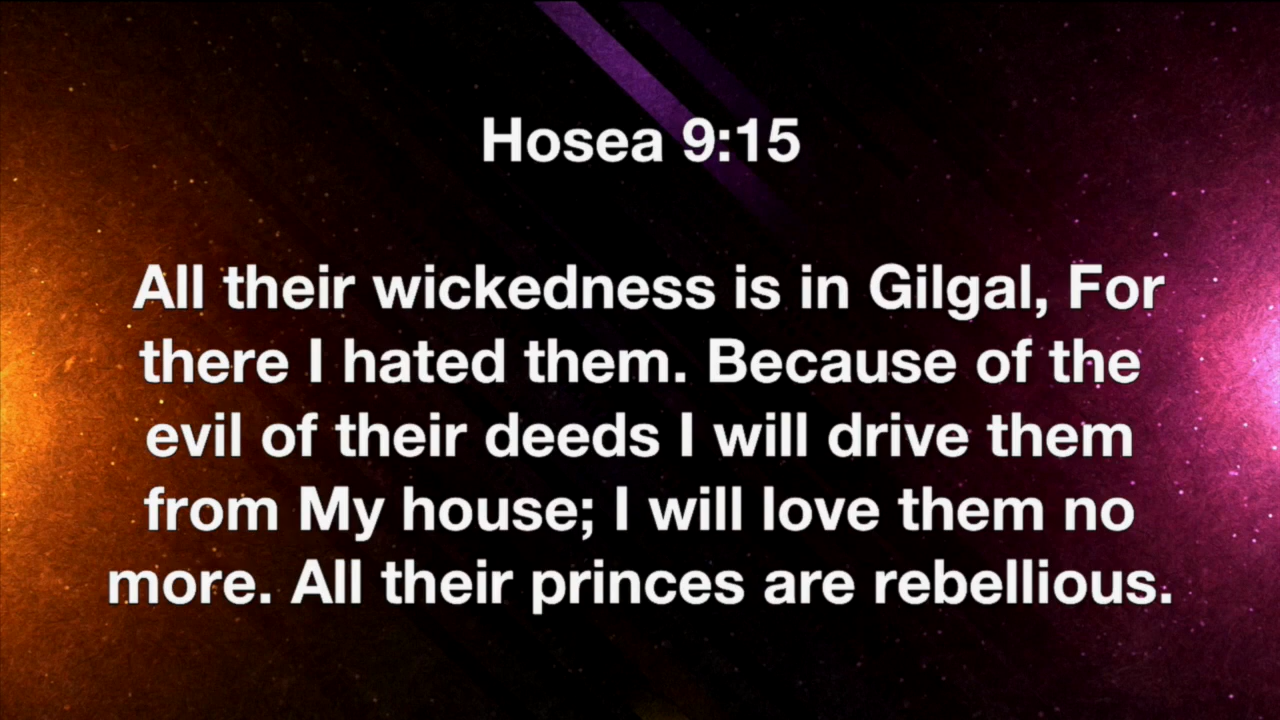 Hosea 9:15
All their wickedness is in Gilgal, For
there I hated them. Because of the
evil of their deeds I will drive them
from My house; I will love them no
more. All their princes are rebellious.